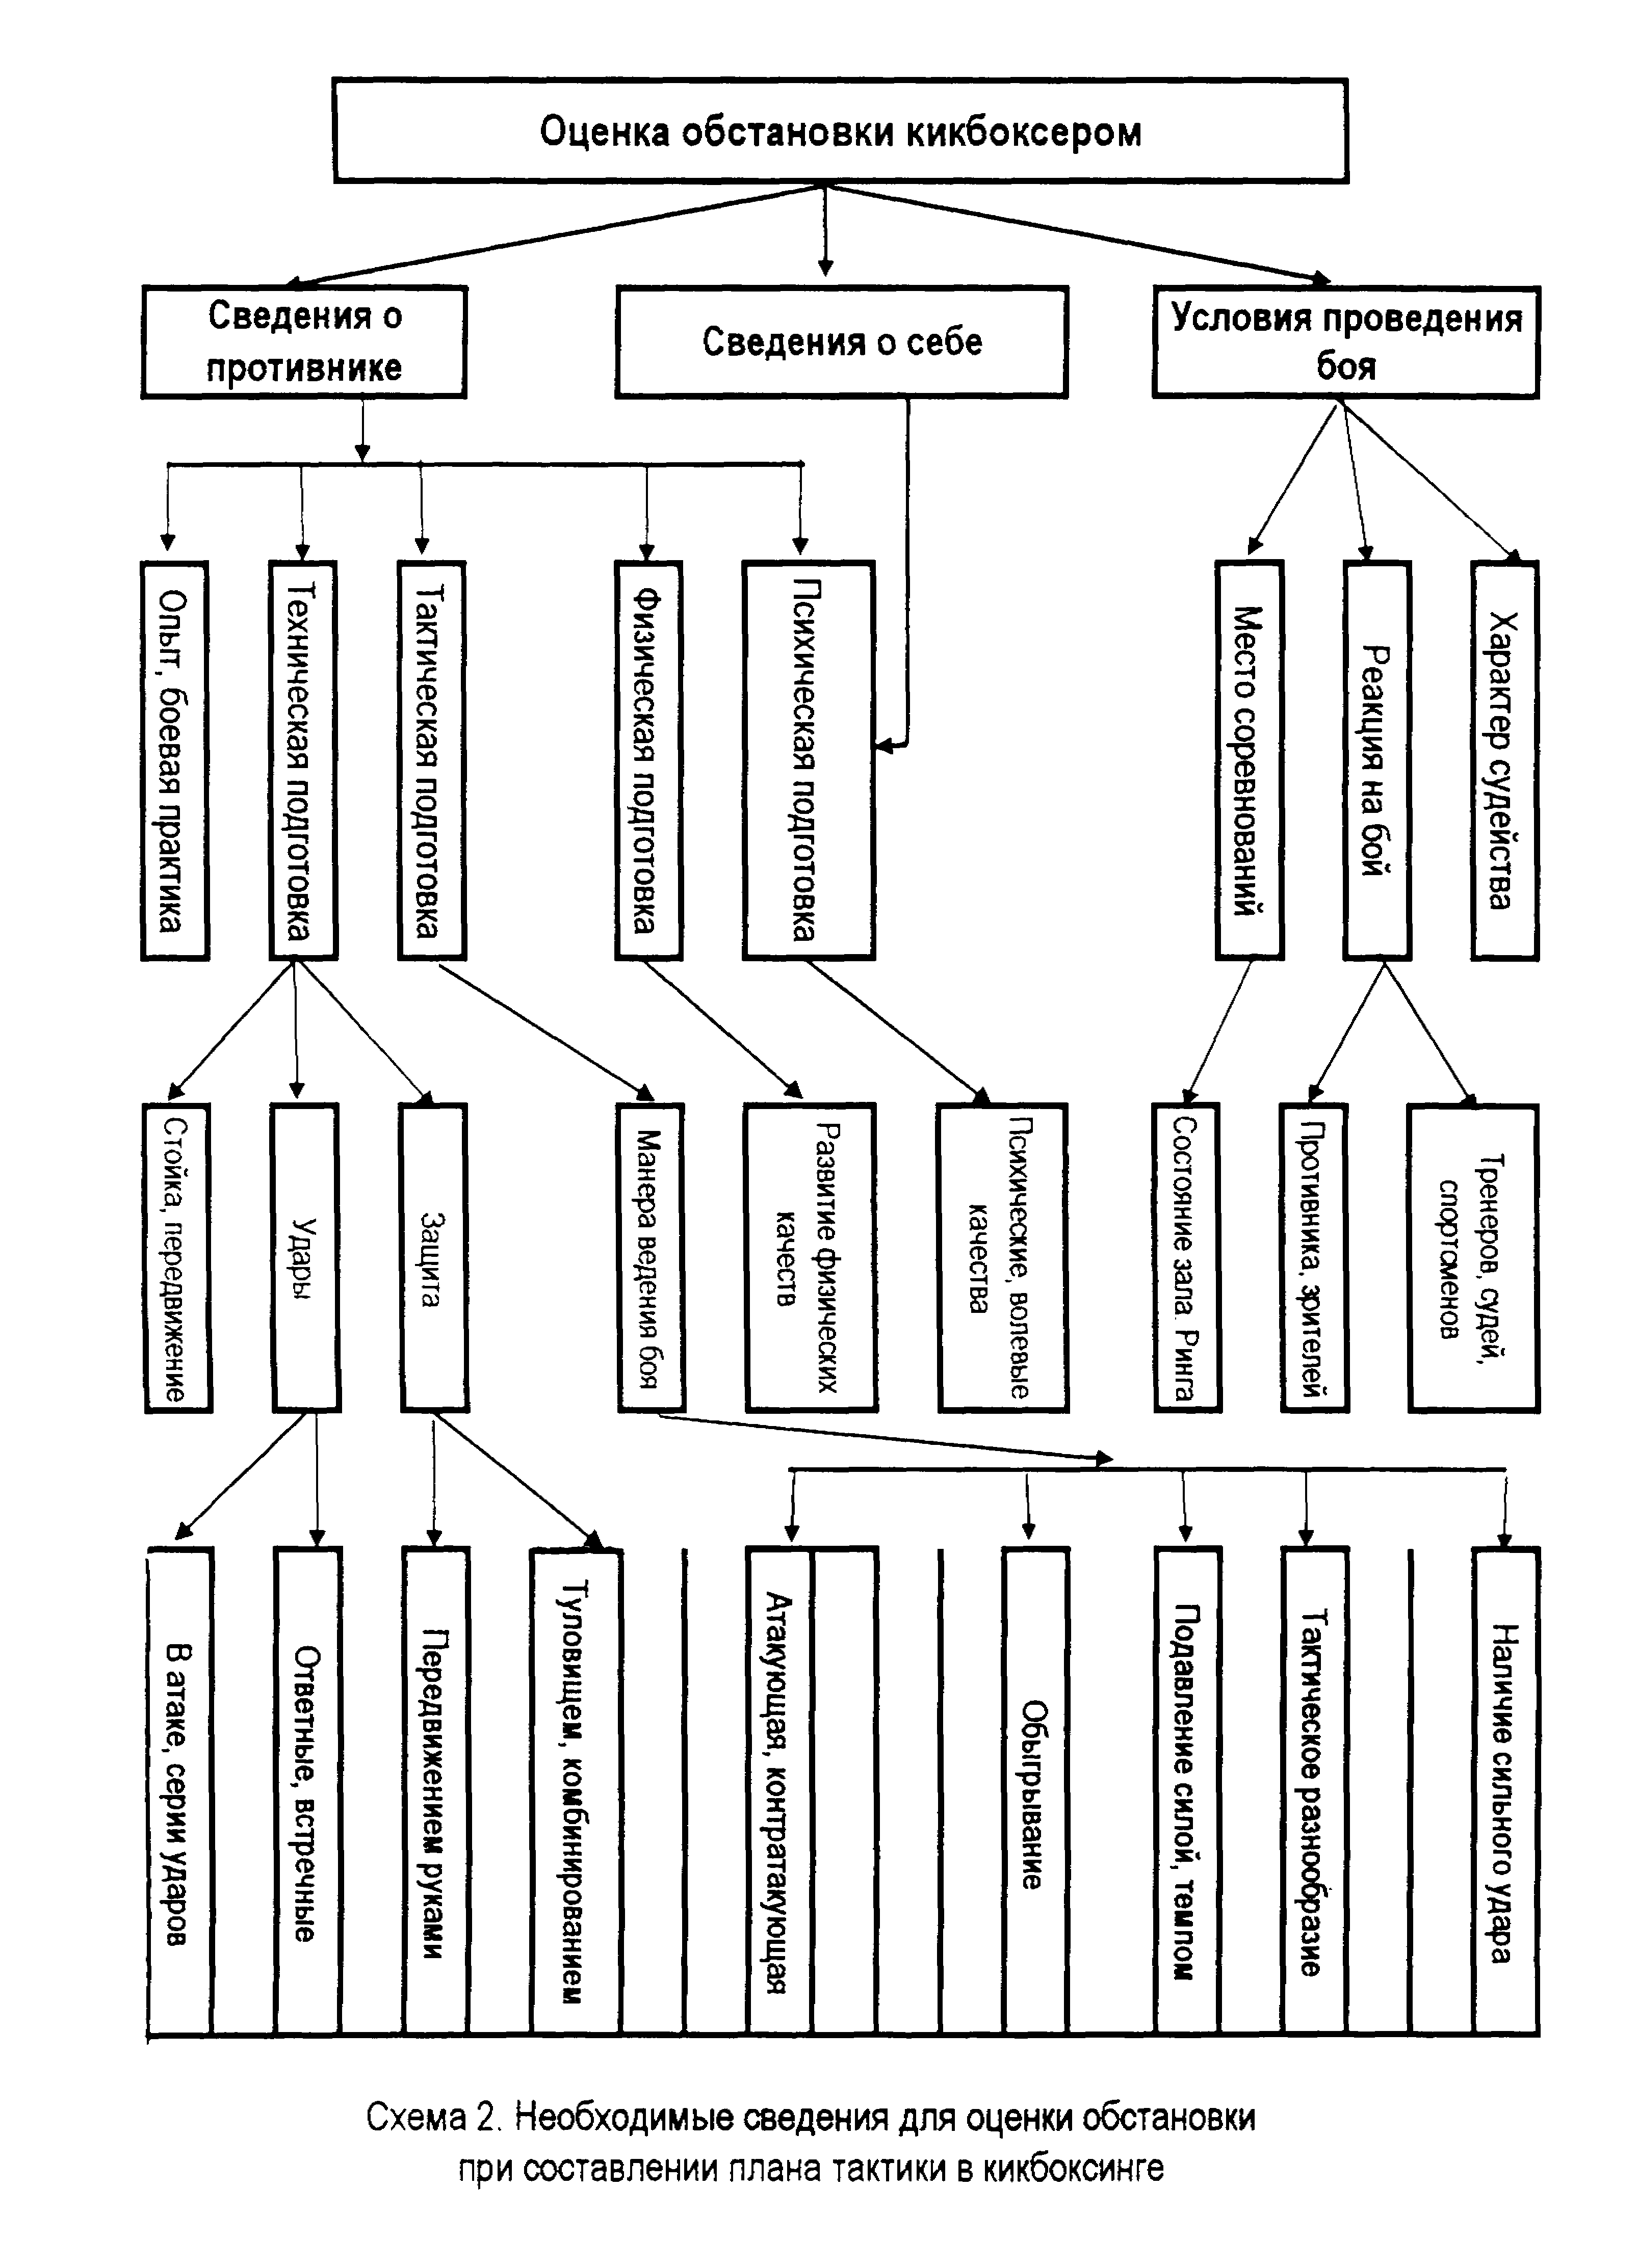 Оценка обстановки кикбоксером
Сведения о
противнике
Сведения о себе
Условия проведения
боя
Опыт, боевая практика
Техническая подготовка
Тактическая подготовка
Физическая подготовка
Психическая подготовка
Место соревнований
Реакция на бой
Характер судейства
Стойка, передвижение
Удары
Защита
Манера ведения боя
Развитие физических
качеств
Психические, волевые
качества
Состояние зала. Ринга
Противника, зрителей
Тренеров, судей,
спортсменов
В атаке, серии ударов
Ответные, встречные
Передвижением руками
Туловищем, комбинированием
Атакующая, контратакующая
Обыгрывание
Подавление силой, темпом
Тактическое разнообразие
Наличие сильного удара
Схема 2. Необходимые сведения для оценки обстановки
при составлении плана тактики в кикбоксинге